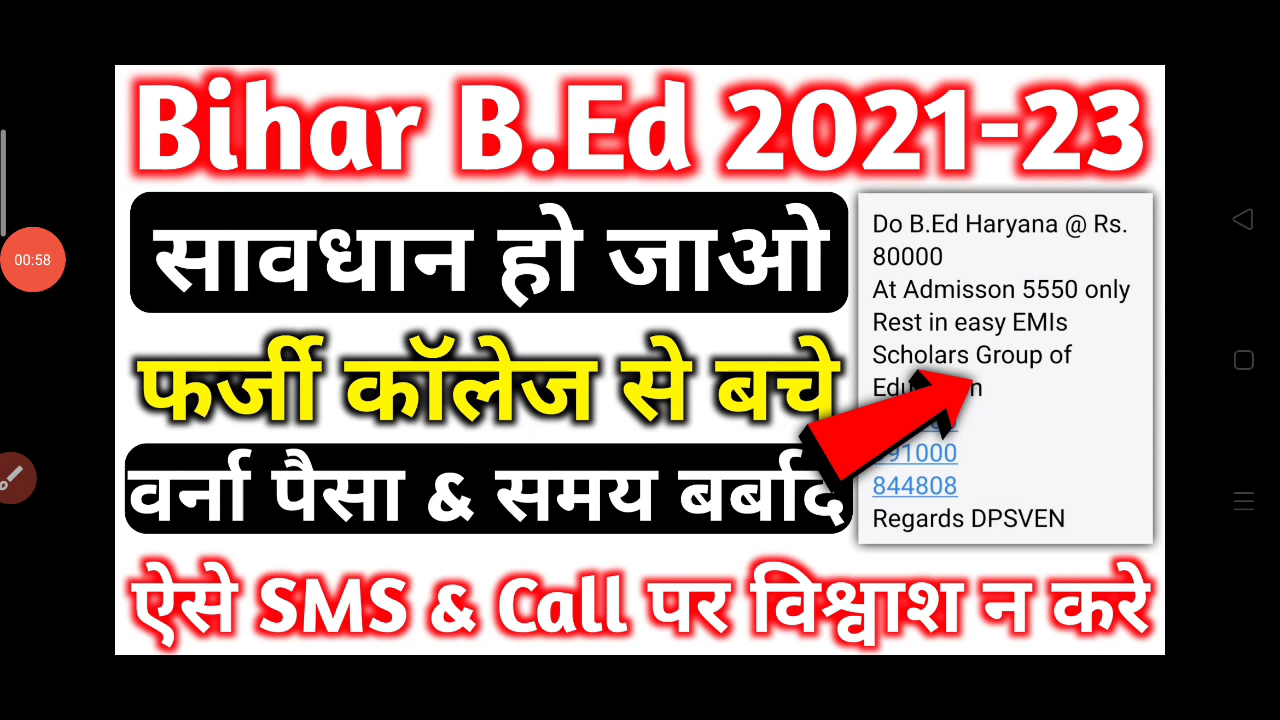 Bihar B.Ed 2021-23
सावधान हो जाओ
फर्जी कॉलेज से बचे
वर्ना पैसा & समय बर्बाद
ऐसे SMS & Call पर विश्वाश न करे
Do B.Ed Haryana @ Rs.
80000
At Admisson 5550 only
Rest in easy EMIs
Scholars Group of
91000
844808
Regards DPSVEN
00:58